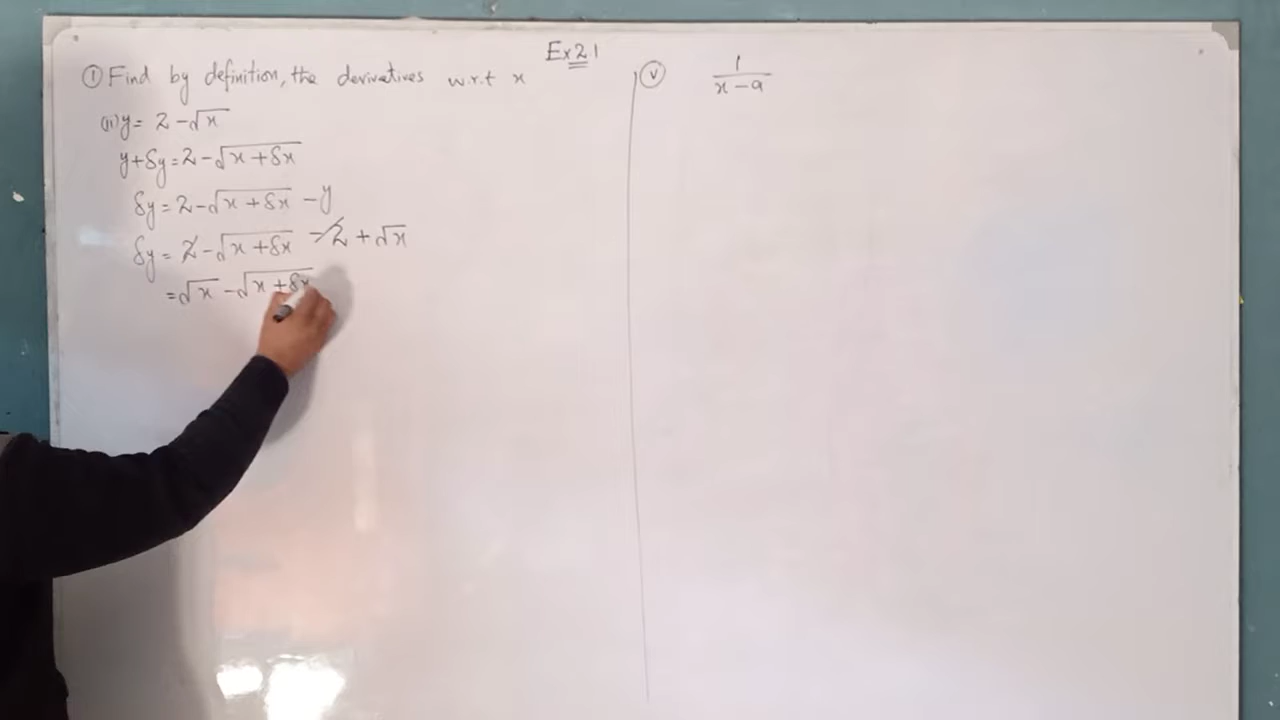 Ex 2.1
① Find by definition, the derivatives w.r.t x
(ii) y = 2 - √x
y + δy = 2 - √(x + δx)
δy = 2 - √(x + δx) - y
δy = 2 - √(x + δx) - 2 + √x
= √x - √(x + δx)
ⓥ 1/(x - a)